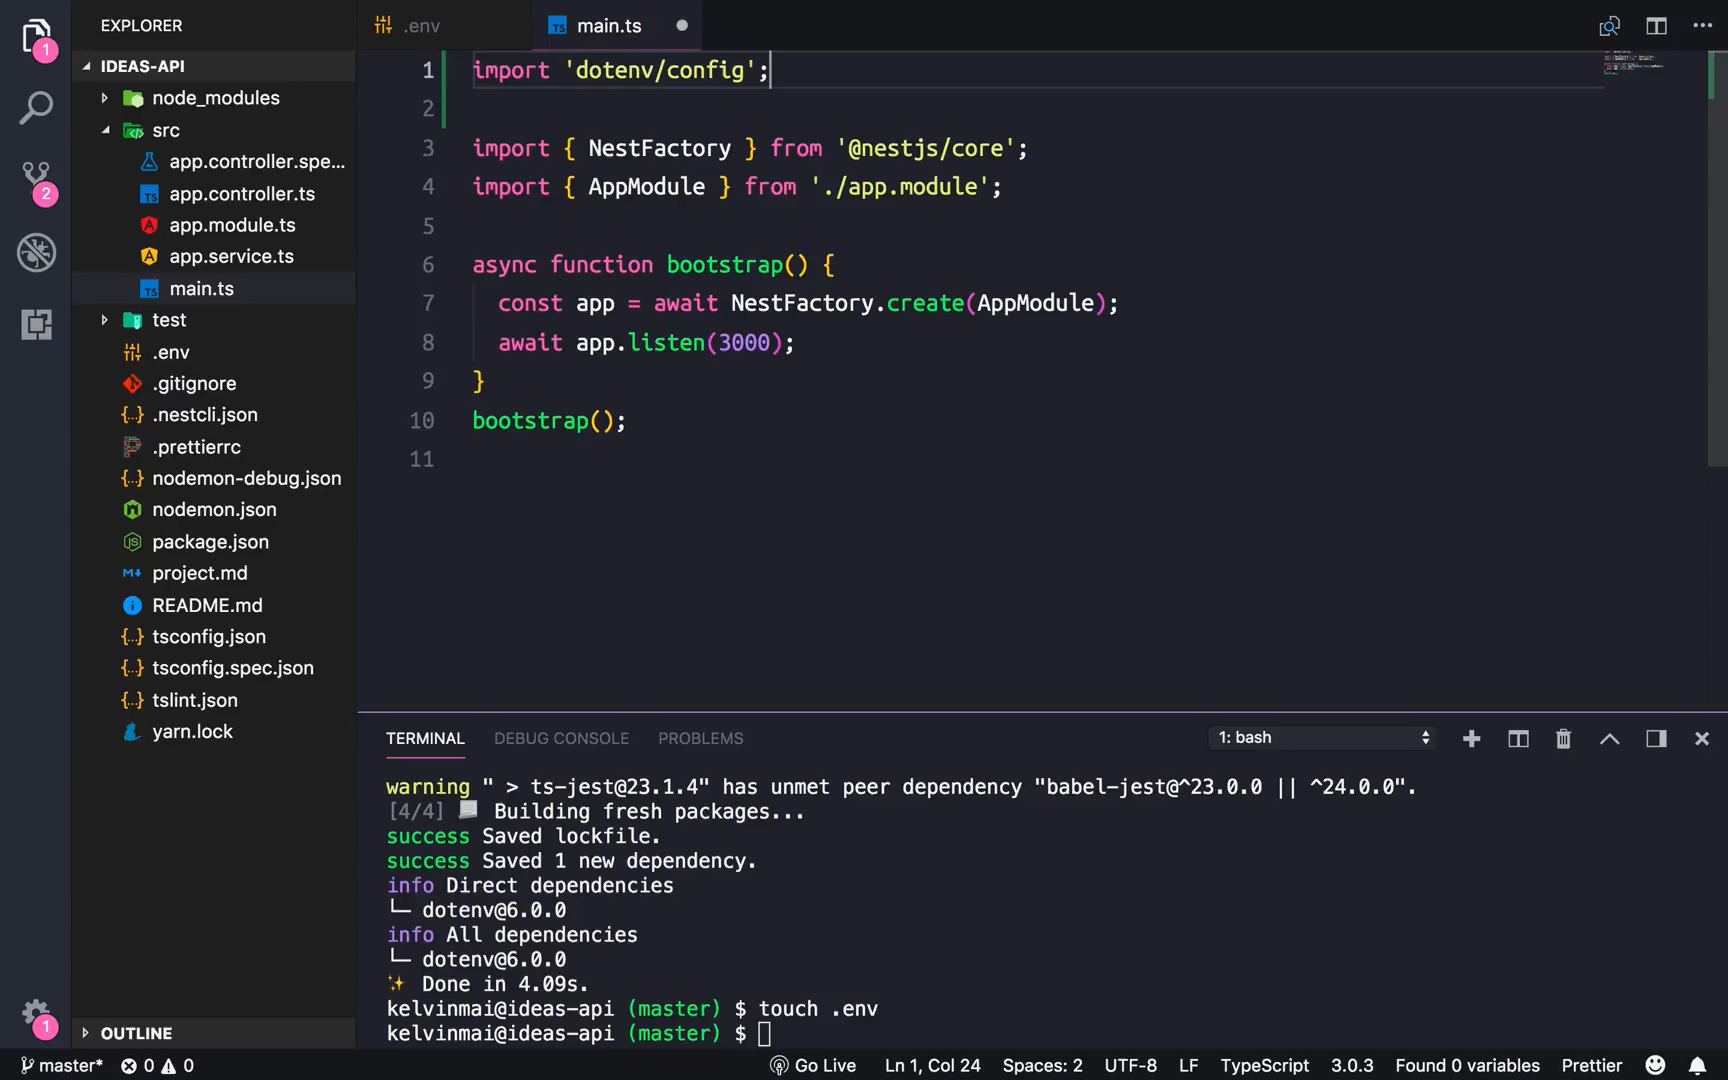 EXPLORER
IDEAS-API
node_modules
src
app.controller.spe...
app.controller.ts
app.module.ts
app.service.ts
main.ts
test
.env
.gitignore
.nestcli.json
.prettierrc
nodemon-debug.json
nodemon.json
package.json
project.md
README.md
tsconfig.json
tsconfig.spec.json
tslint.json
yarn.lock
OUTLINE
1
2
1
.env
TS main.ts
1 import 'dotenv/config';
2
3 import { NestFactory } from '@nestjs/core';
4 import { AppModule } from './app.module';
5
6 async function bootstrap() {
7 const app = await NestFactory.create(AppModule);
8 await app.listen(3000);
9 }
10 bootstrap();
11
TERMINAL DEBUG CONSOLE PROBLEMS 1: bash
warning " > ts-jest@23.1.4" has unmet peer dependency "babel-jest@^23.0.0 || ^24.0.0".
[4/4] 📃 Building fresh packages...
success Saved lockfile.
success Saved 1 new dependency.
info Direct dependencies
└─ dotenv@6.0.0
info All dependencies
└─ dotenv@6.0.0
✨ Done in 4.09s.
kelvinmai@ideas-api (master) $ touch .env
kelvinmai@ideas-api (master) $
master* 0 0 Go Live Ln 1, Col 24 Spaces: 2 UTF-8 LF TypeScript 3.0.3 Found 0 variables Prettier